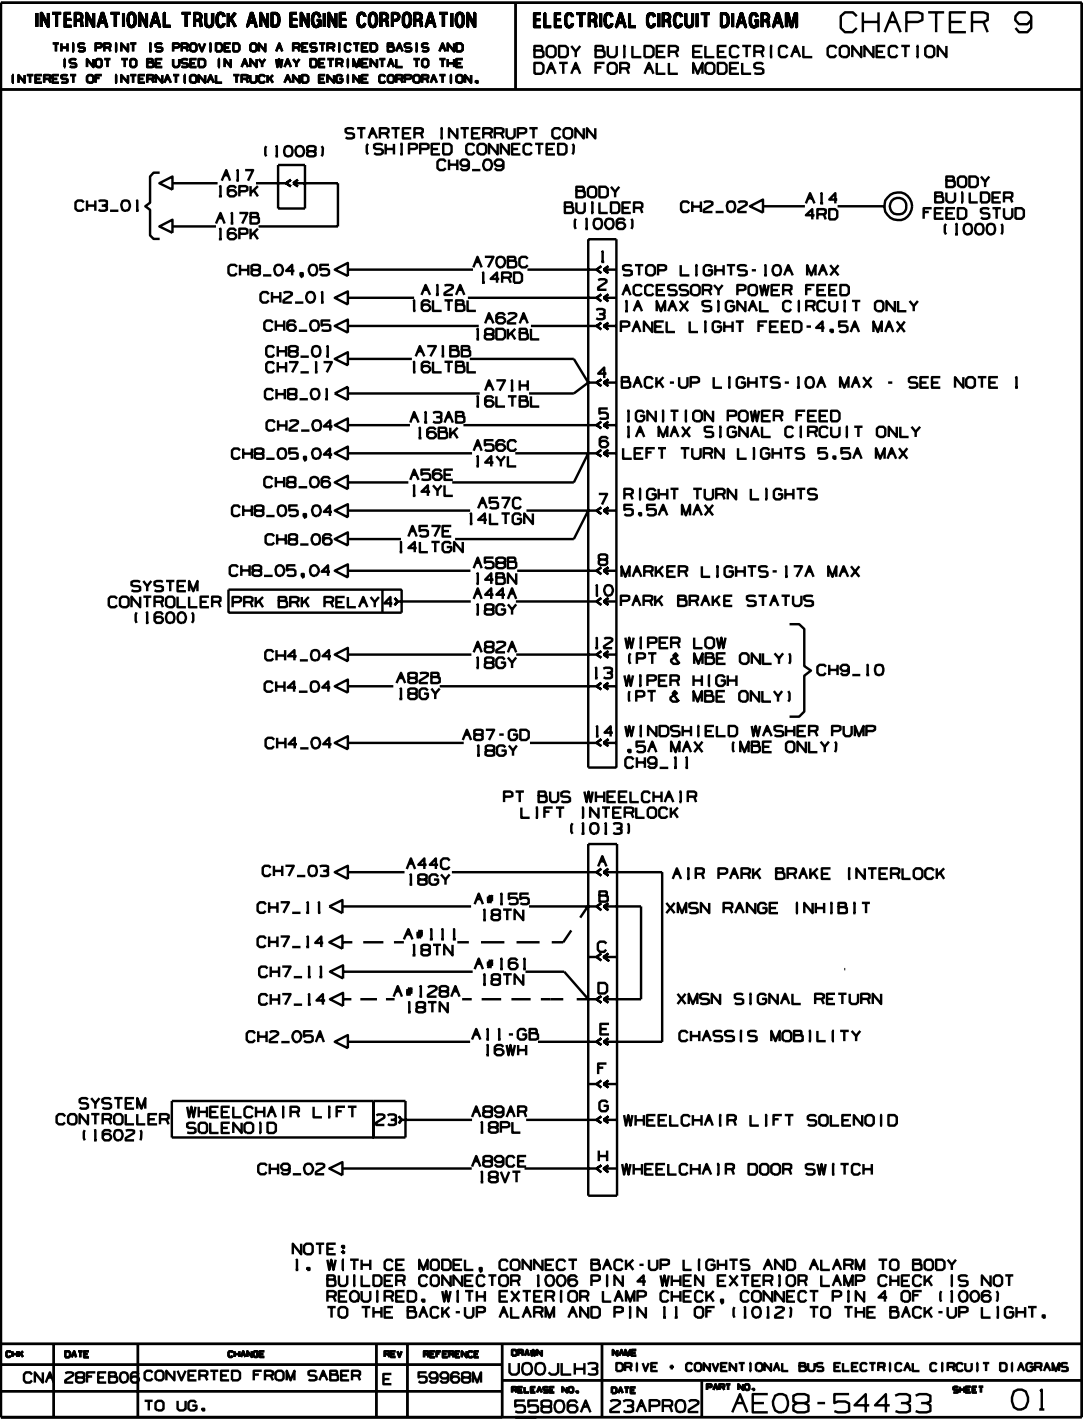 INTERNATIONAL TRUCK AND ENGINE CORPORATION
THIS PRINT IS PROVIDED ON A RESTRICTED BASIS AND
IS NOT TO BE USED IN ANY WAY DETRIMENTAL TO THE
INTEREST OF INTERNATIONAL TRUCK AND ENGINE CORPORATION.
ELECTRICAL CIRCUIT DIAGRAM CHAPTER 9
BODY BUILDER ELECTRICAL CONNECTION
DATA FOR ALL MODELS
STARTER INTERRUPT CONN
(SHIPPED CONNECTED)
CH9_09
(1008)
CH3_01
A17
16PK
A17B
16PK
BODY
BUILDER
(1006)
CH2_02
A14
4RD
BODY
BUILDER
FEED STUD
(1000)
CH8_04,05 A70BC 14RD 1 STOP LIGHTS-10A MAX
CH2_01 A12A 16LTBL 2 ACCESSORY POWER FEED
1A MAX SIGNAL CIRCUIT ONLY
CH6_05 A62A 18DKBL 3 PANEL LIGHT FEED-4.5A MAX
CH8_01
CH7_17 A71BB 16LTBL
4 BACK-UP LIGHTS-10A MAX - SEE NOTE 1
CH8_01 A71H 16LTBL
CH2_04 A13AB 16BK 5 IGNITION POWER FEED
1A MAX SIGNAL CIRCUIT ONLY
CH8_05,04 A56C 14YL 6 LEFT TURN LIGHTS 5.5A MAX
CH8_06 A56E 14YL
CH8_05,04 A57C 14LTGN 7 RIGHT TURN LIGHTS
5.5A MAX
CH8_06 A57E 14LTGN
CH8_05,04 A58B 14BN 8 MARKER LIGHTS-17A MAX
SYSTEM
CONTROLLER
(1600)
PRK BRK RELAY 4 A44A 18GY 10 PARK BRAKE STATUS
CH4_04 A82A 18GY 12 WIPER LOW
(PT & MBE ONLY)
CH9_10
CH4_04 A82B 18GY 13 WIPER HIGH
(PT & MBE ONLY)
CH4_04 A87-GD 18GY 14 WINDSHIELD WASHER PUMP
.5A MAX (MBE ONLY)
CH9_11
PT BUS WHEELCHAIR
LIFT INTERLOCK
(1013)
CH7_03 A44C 18GY A AIR PARK BRAKE INTERLOCK
CH7_11 A#155 18TN B XMSN RANGE INHIBIT
CH7_14 A#111 18TN
C
CH7_11 A#161 18TN
CH7_14 A#128A 18TN D XMSN SIGNAL RETURN
CH2_05A A11-GB 16WH E CHASSIS MOBILITY
F
SYSTEM
CONTROLLER
(1602)
WHEELCHAIR LIFT
SOLENOID
23 A89AR 18PL G WHEELCHAIR LIFT SOLENOID
CH9_02 A89CE 18VT H WHEELCHAIR DOOR SWITCH
NOTE:
1. WITH CE MODEL, CONNECT BACK-UP LIGHTS AND ALARM TO BODY
BUILDER CONNECTOR 1006 PIN 4 WHEN EXTERIOR LAMP CHECK IS NOT
REQUIRED. WITH EXTERIOR LAMP CHECK, CONNECT PIN 4 OF (1006)
TO THE BACK-UP ALARM AND PIN 11 OF (1012) TO THE BACK-UP LIGHT.
CHK DATE CHANGE REV REFERENCE
CNA 28FEB06 CONVERTED FROM SABER E 59968M
TO UG.
DRAWN
U00JLH3
NAME
DRIVE + CONVENTIONAL BUS ELECTRICAL CIRCUIT DIAGRAMS
RELEASE NO.
55806A
DATE
23APR02
PART NO.
AE08-54433
SHEET
01